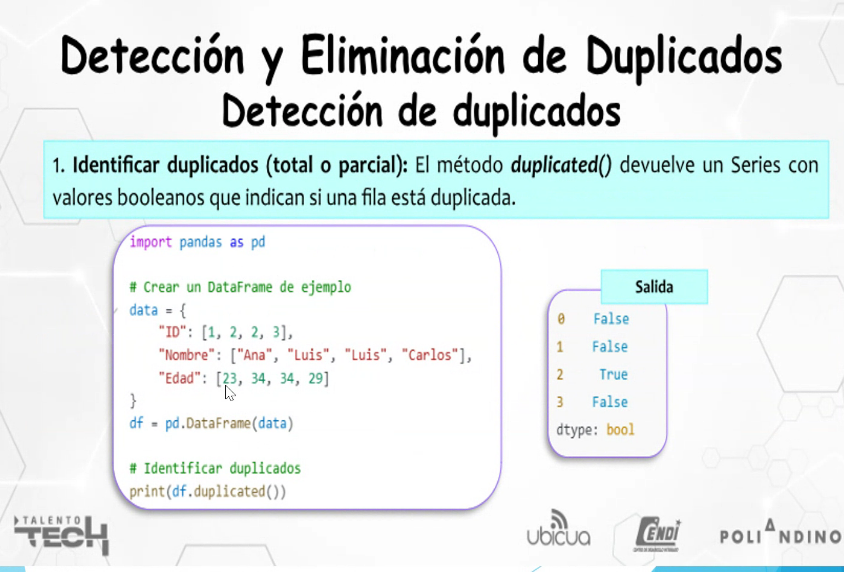 Detección y Eliminación de Duplicados
Detección de duplicados
1. Identificar duplicados (total o parcial): El método duplicated() devuelve un Series con
valores booleanos que indican si una fila está duplicada.
import pandas as pd
# Crear un DataFrame de ejemplo
data = {
"ID": [1, 2, 2, 3],
"Nombre": ["Ana", "Luis", "Luis", "Carlos"],
"Edad": [23, 34, 34, 29]
}
df = pd.DataFrame(data)
# Identificar duplicados
print(df.duplicated())
Salida
0 False
1 False
2 True
3 False
dtype: bool
TALENTO
TECH
ubicua
CENDI
POLIANDINO